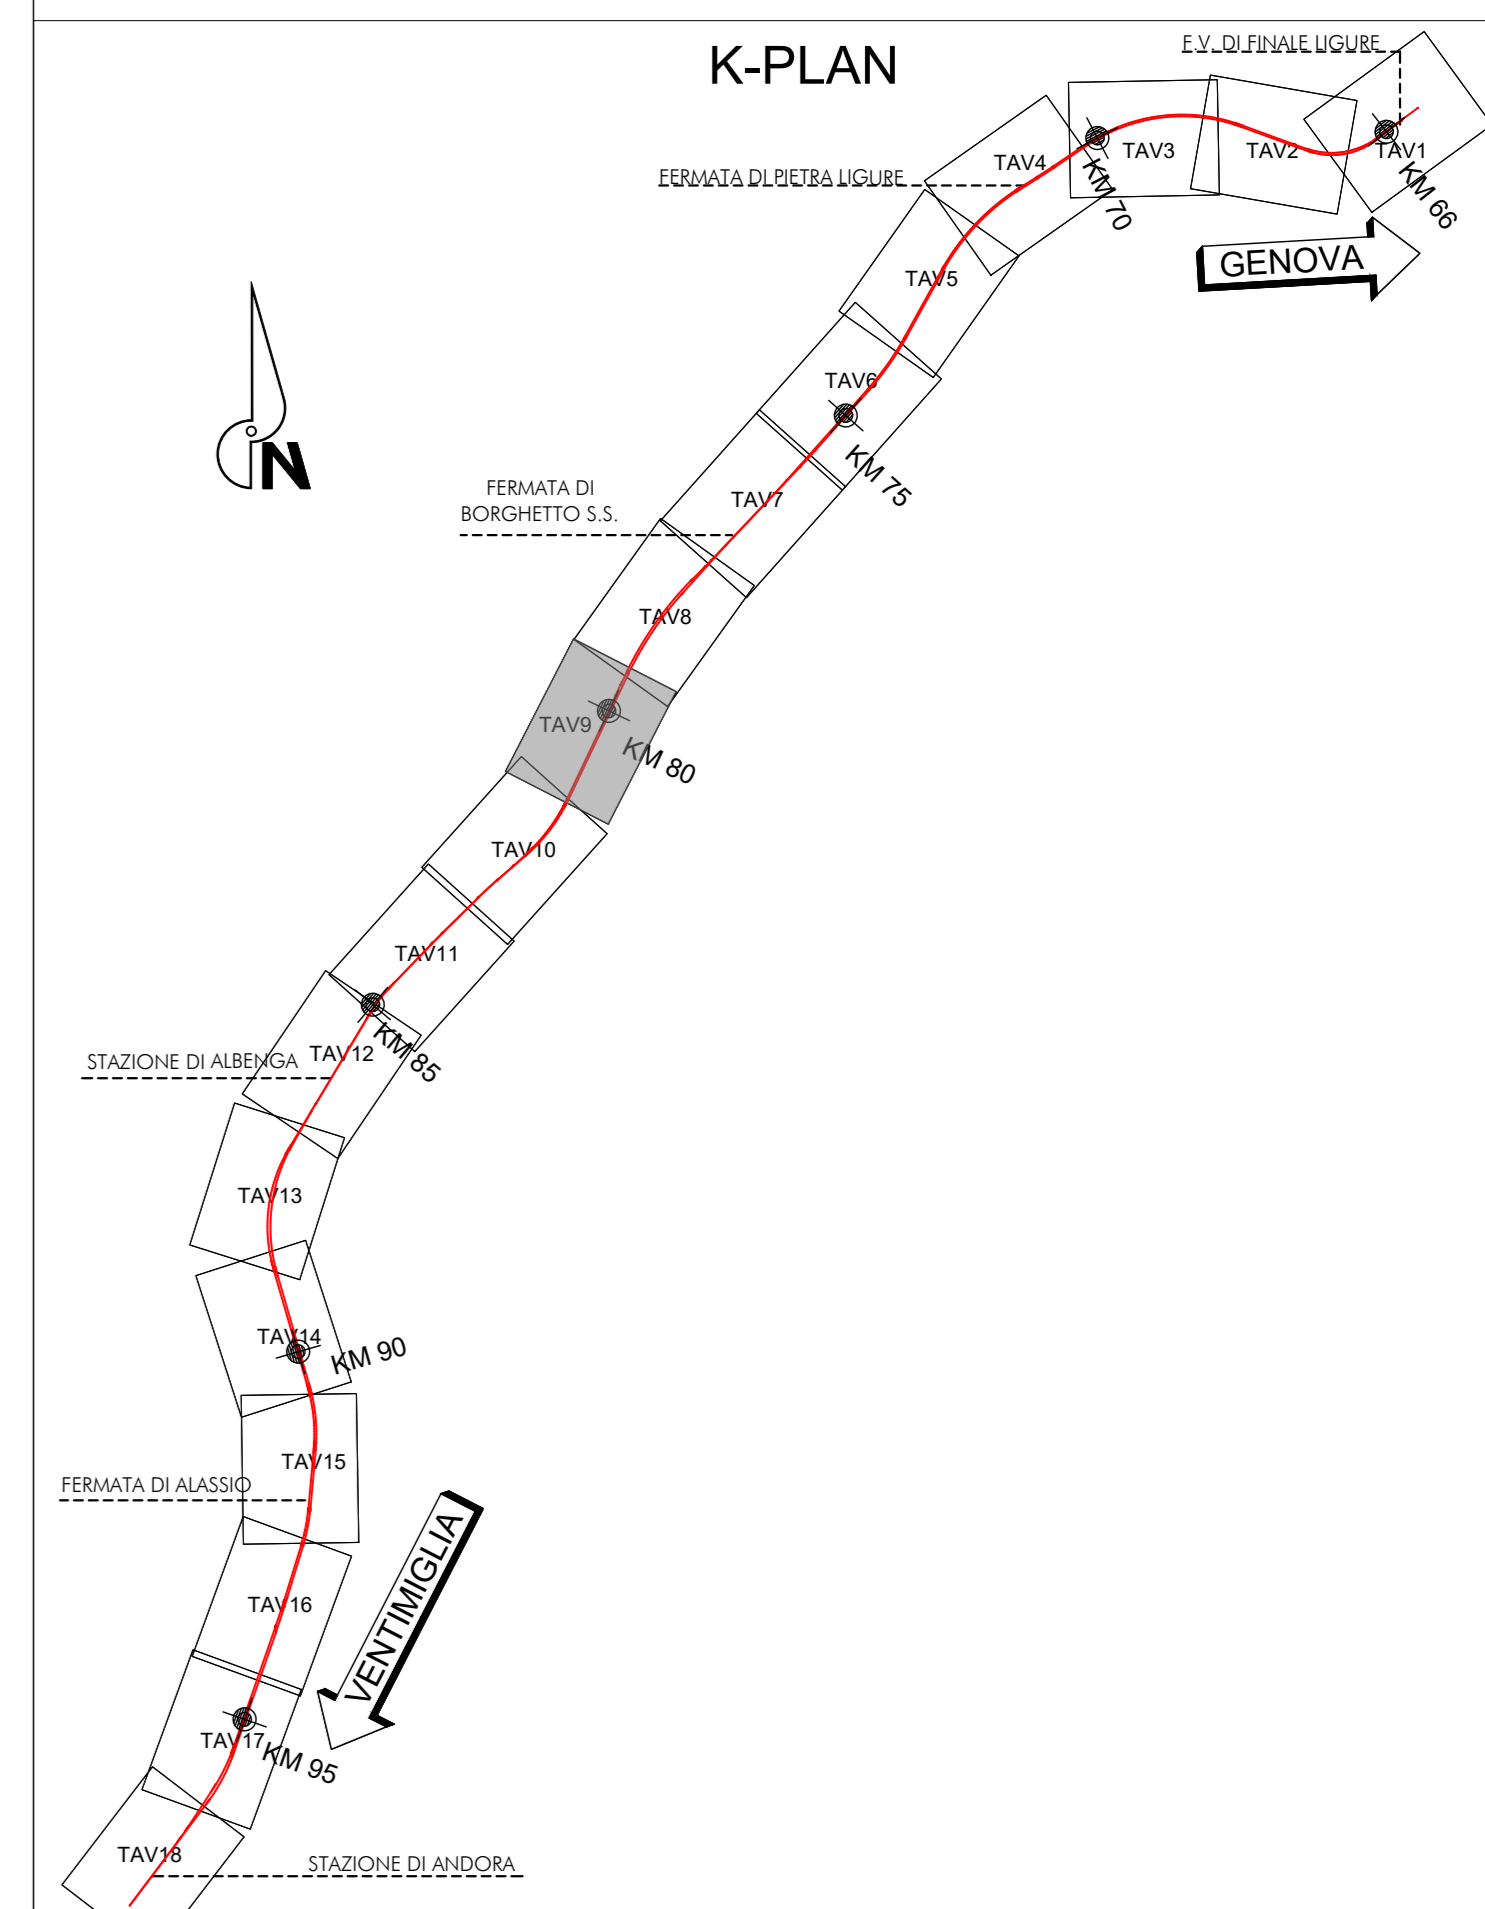 K-PLAN
F.V. DI FINALE LIGURE
TAV4
TAV3
TAV2
TAV1
FERMATA DI PIETRA LIGURE
KM 70
KM 66
GENOVA
TAV5
TAV6
KM 75
N
FERMATA DI
BORGHETTO S.S.
TAV7
TAV8
TAV9
KM 80
TAV10
TAV11
KM 85
TAV12
STAZIONE DI ALBENGA
TAV13
TAV14
KM 90
TAV15
FERMATA DI ALASSIO
VENTIMIGLIA
TAV16
TAV17
KM 95
TAV18
STAZIONE DI ANDORA